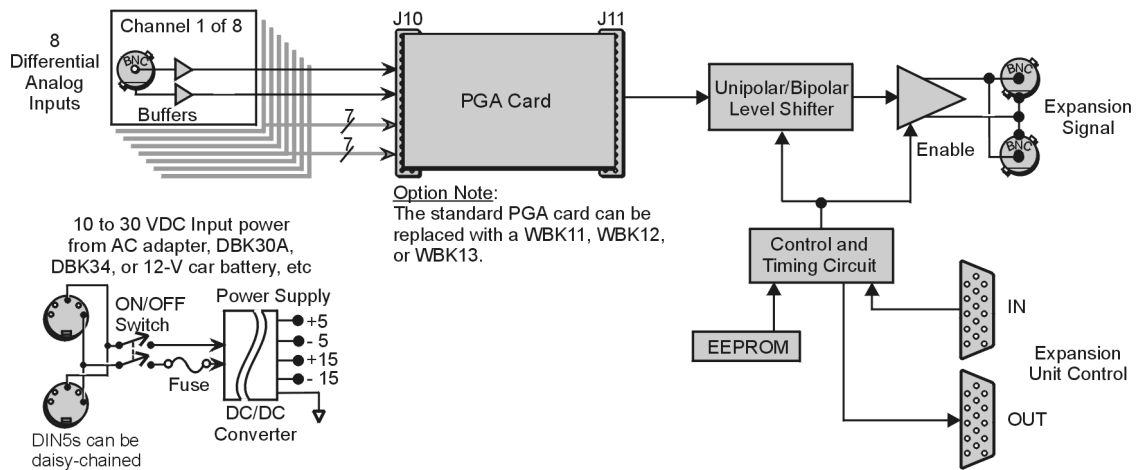 8
Differential
Analog
Inputs
Channel 1 of 8
BNC
Buffers
7
7
J10
J11
PGA Card
Option Note:
The standard PGA card can be
replaced with a WBK11, WBK12,
or WBK13.
Unipolar/Bipolar
Level Shifter
Enable
BNC
BNC
Expansion
Signal
Control and
Timing Circuit
EEPROM
IN
Expansion
Unit Control
OUT
10 to 30 VDC Input power
from AC adapter, DBK30A,
DBK34, or 12-V car battery, etc
ON/OFF
Switch
Fuse
Power Supply
+5
- 5
+15
- 15
DC/DC
Converter
DIN5s can be
daisy-chained